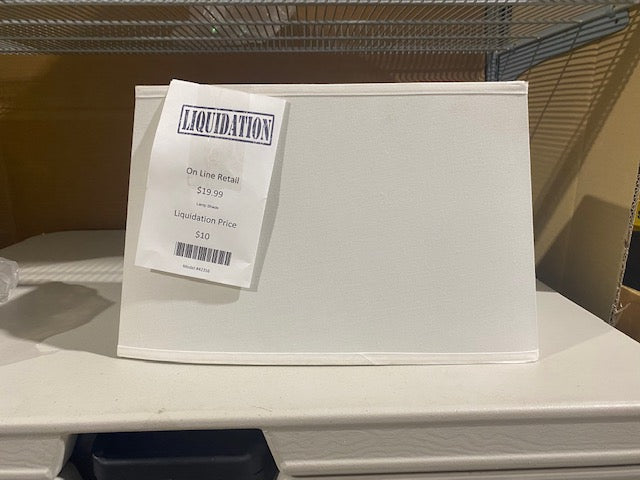 LIQUIDATION
On Line Retail
$19.99
Lamp Shade
Liquidation Price
$10